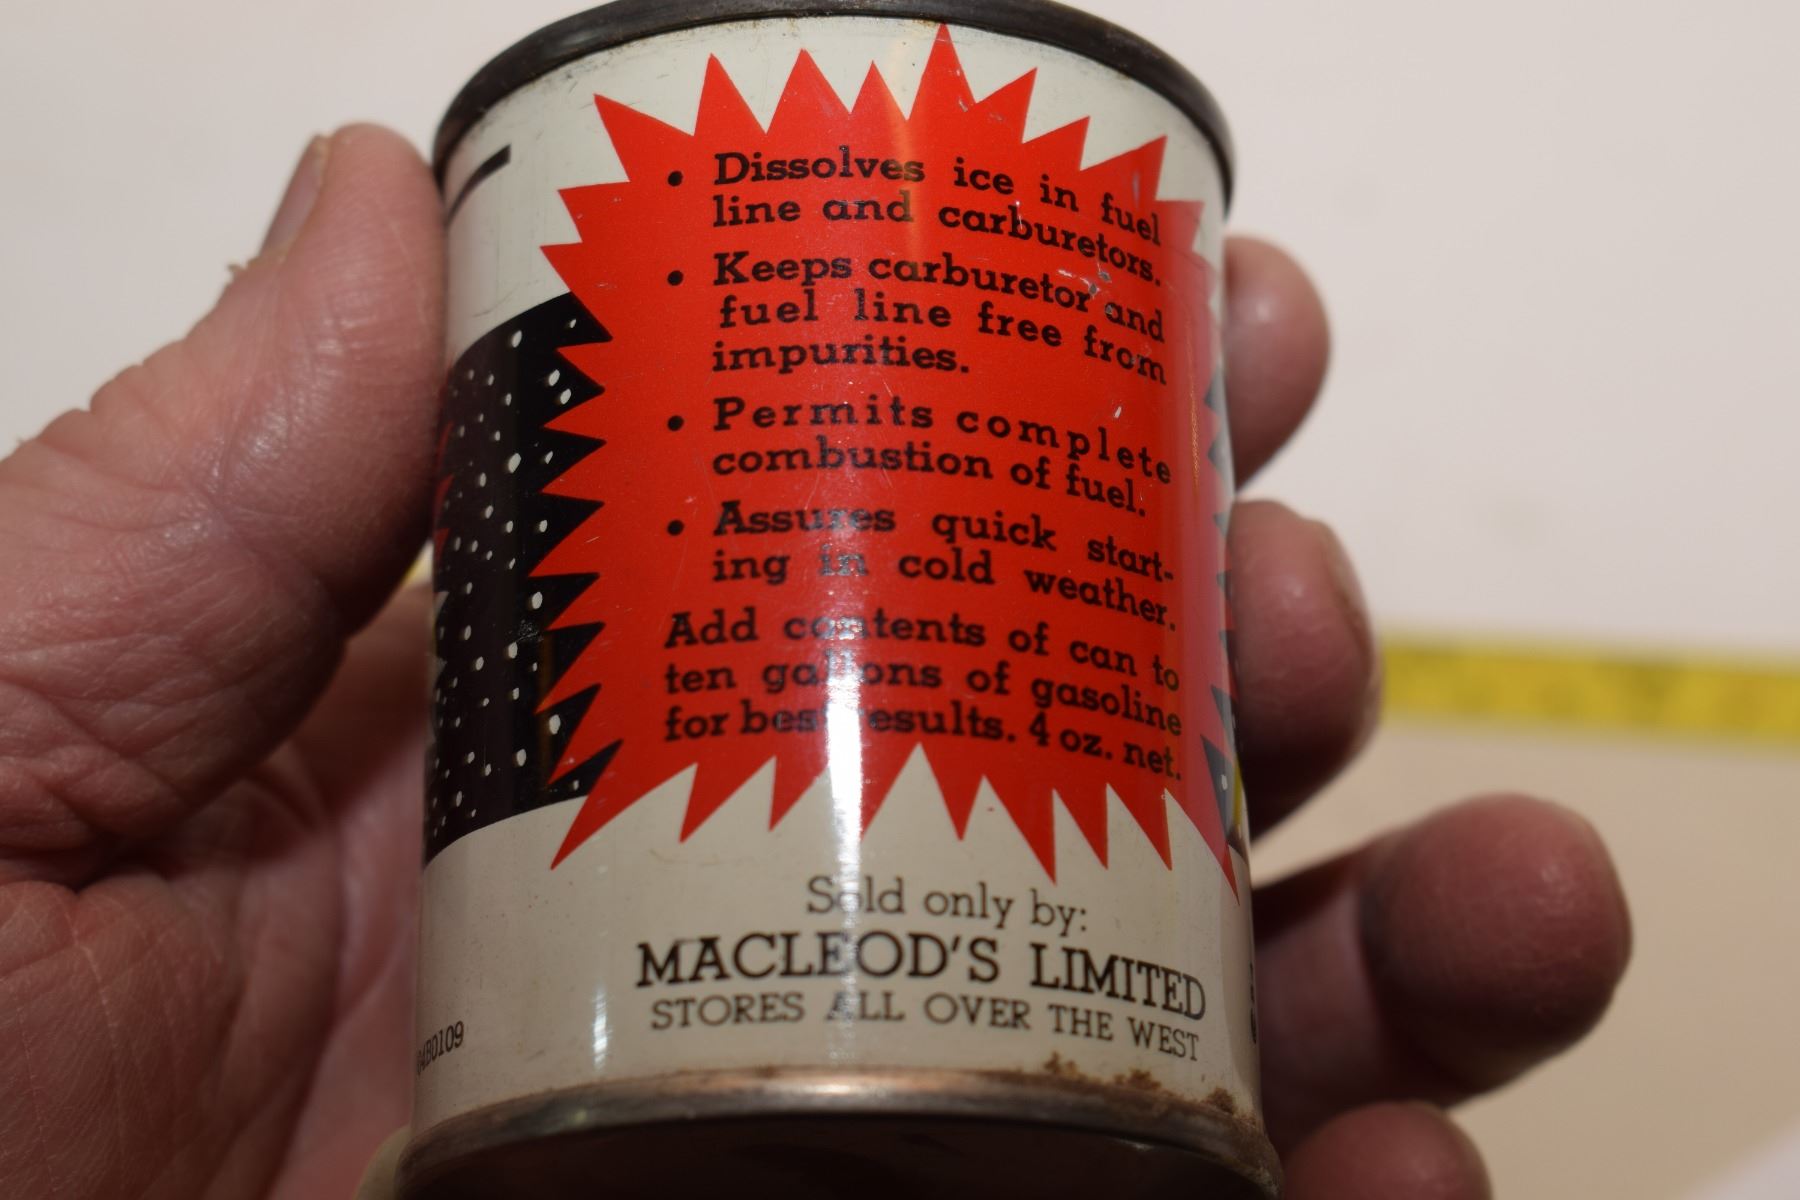 • Dissolves ice in fuel
line and carburetors.
• Keeps carburetor and
fuel line free from
impurities.
• Permits complete
combustion of fuel.
• Assures quick start-
ing in cold weather.
Add contents of can to
ten gallons of gasoline
for best results. 4 oz. net.
Sold only by:
MACLEOD'S LIMITED
STORES ALL OVER THE WEST